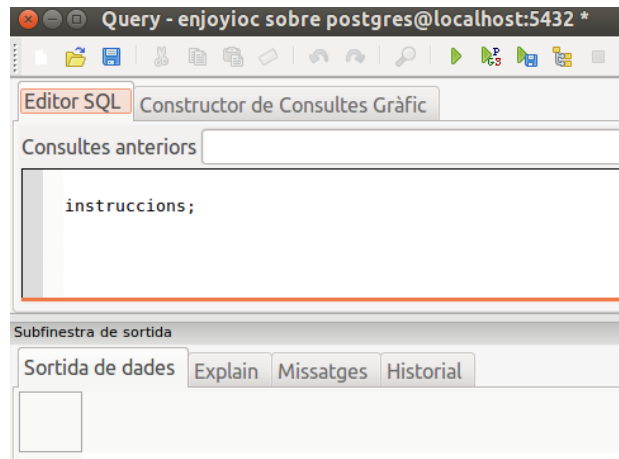 Query - enjoyioc sobre postgres@localhost:5432 *
Editor SQL Constructor de Consultes Gràfic
Consultes anteriors
instruccions;
Subfinestra de sortida
Sortida de dades Explain Missatges Historial